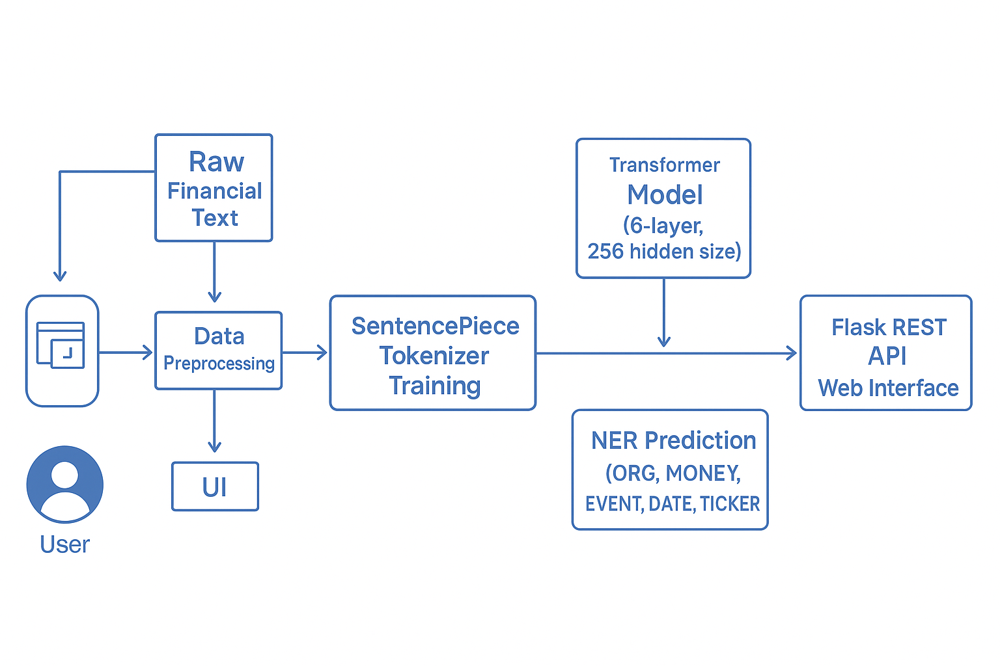 Raw
Financial
Text
Transformer
Model
(6-layer,
256 hidden size)
Data
Preprocessing
SentencePiece
Tokenizer
Training
Flask REST
API
Web Interface
NER Prediction
(ORG, MONEY,
EVENT, DATE, TICKER
UI
User